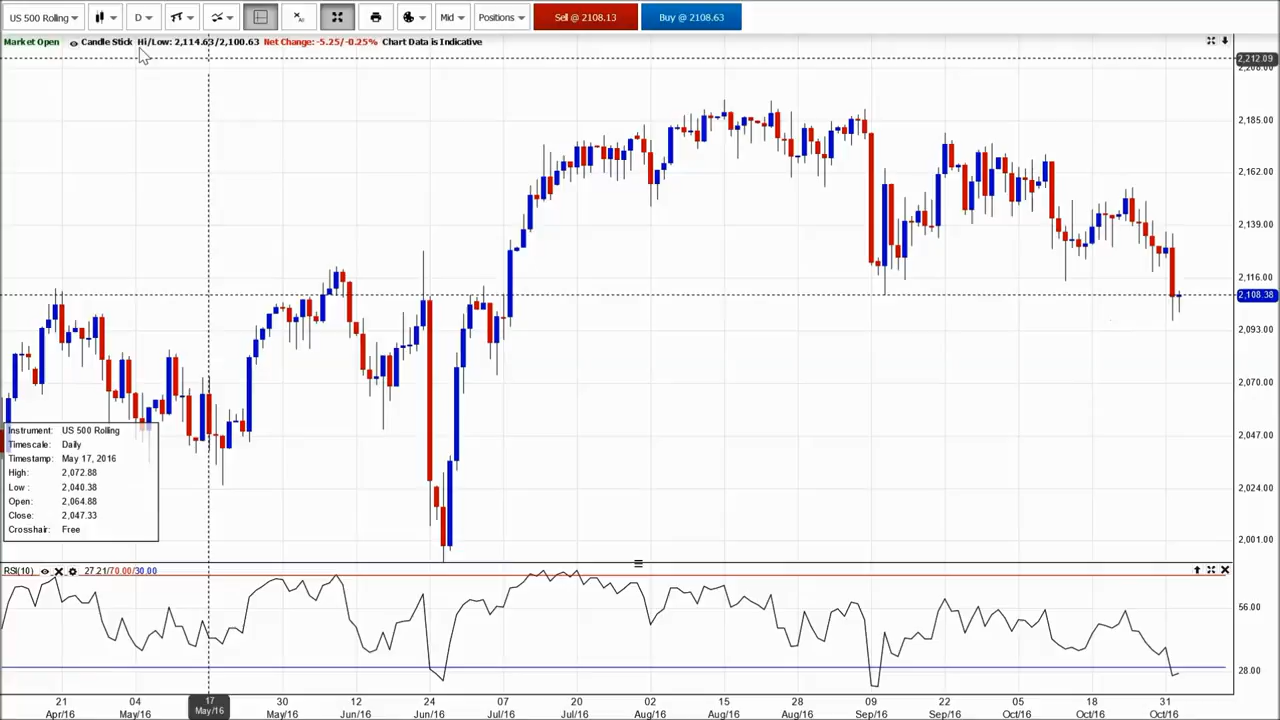 US 500 Rolling D Mid Positions Sell @ 2108.13 Buy @ 2108.63
Market Open Candle Stick Hi/Low: 2,114.63/2,100.63 Net Change: -5.25/-0.25% Chart Data is Indicative
2,212.09
2,208.00
2,185.00
2,162.00
2,139.00
2,116.00
2,108.38
2,093.00
2,070.00
2,047.00
2,024.00
2,001.00
Instrument: US 500 Rolling
Timescale: Daily
Timestamp: May 17, 2016
High: 2,072.88
Low : 2,040.38
Open: 2,064.88
Close: 2,047.33
Crosshair: Free
RSI(10) 27.21/70.00/30.00
56.00
28.00
21 04 17 30 12 24 07 20 02 15 28 09 22 05 18 31
Apr/16 May/16 May/16 May/16 Jun/16 Jun/16 Jul/16 Jul/16 Aug/16 Aug/16 Aug/16 Sep/16 Sep/16 Oct/16 Oct/16 Oct/16